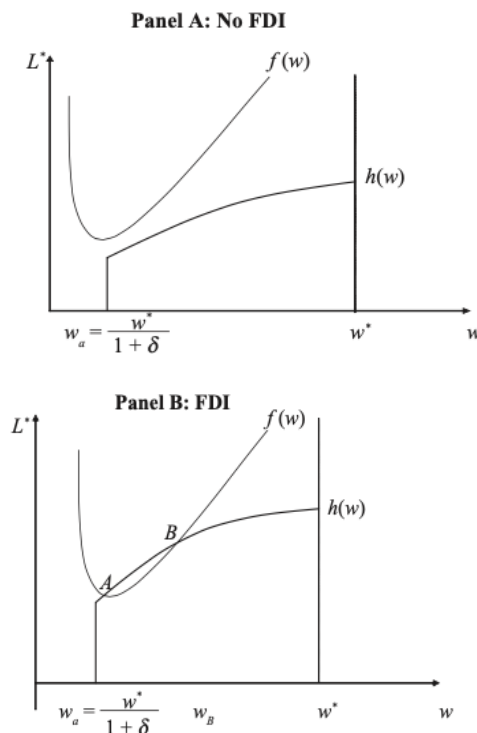 Panel A: No FDI
L*
f(w)
h(w)
w_a = w* / 1 + δ
w*
w
Panel B: FDI
L*
f(w)
B
h(w)
A
w_a = w* / 1 + δ
w_B
w*
w